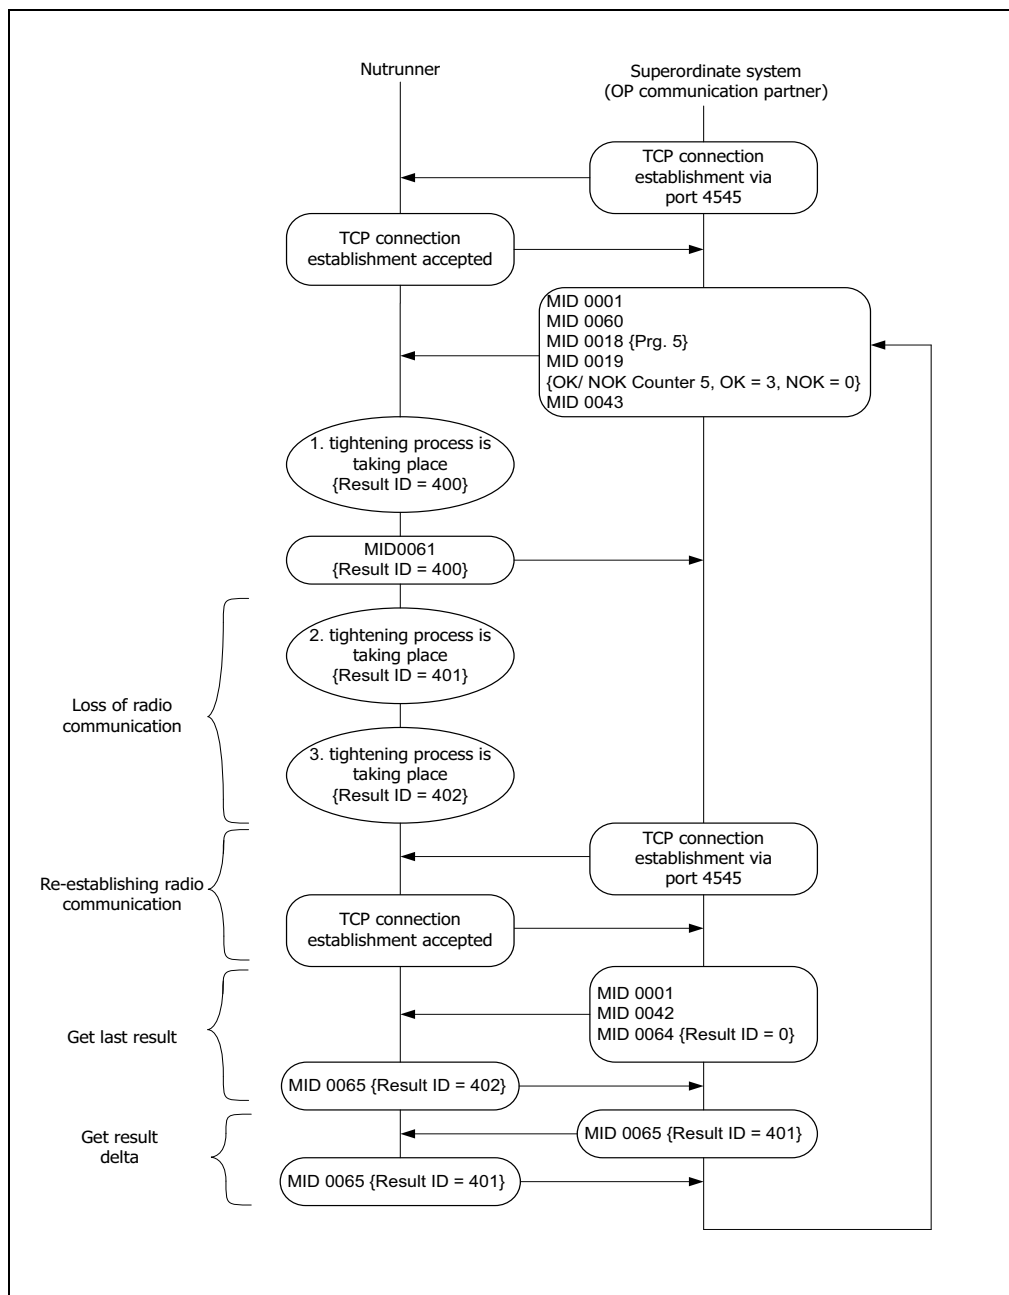 Nutrunner
Superordinate system
(OP communication partner)
TCP connection
establishment via
port 4545
TCP connection
establishment accepted
MID 0001
MID 0060
MID 0018 {Prg. 5}
MID 0019
{OK/ NOK Counter 5, OK = 3, NOK = 0}
MID 0043
1. tightening process is
taking place
{Result ID = 400}
MID0061
{Result ID = 400}
2. tightening process is
taking place
{Result ID = 401}
Loss of radio
communication
3. tightening process is
taking place
{Result ID = 402}
TCP connection
establishment via
port 4545
Re-establishing radio
communication
TCP connection
establishment accepted
MID 0001
MID 0042
MID 0064 {Result ID = 0}
Get last result
MID 0065 {Result ID = 402}
MID 0065 {Result ID = 401}
Get result
delta
MID 0065 {Result ID = 401}